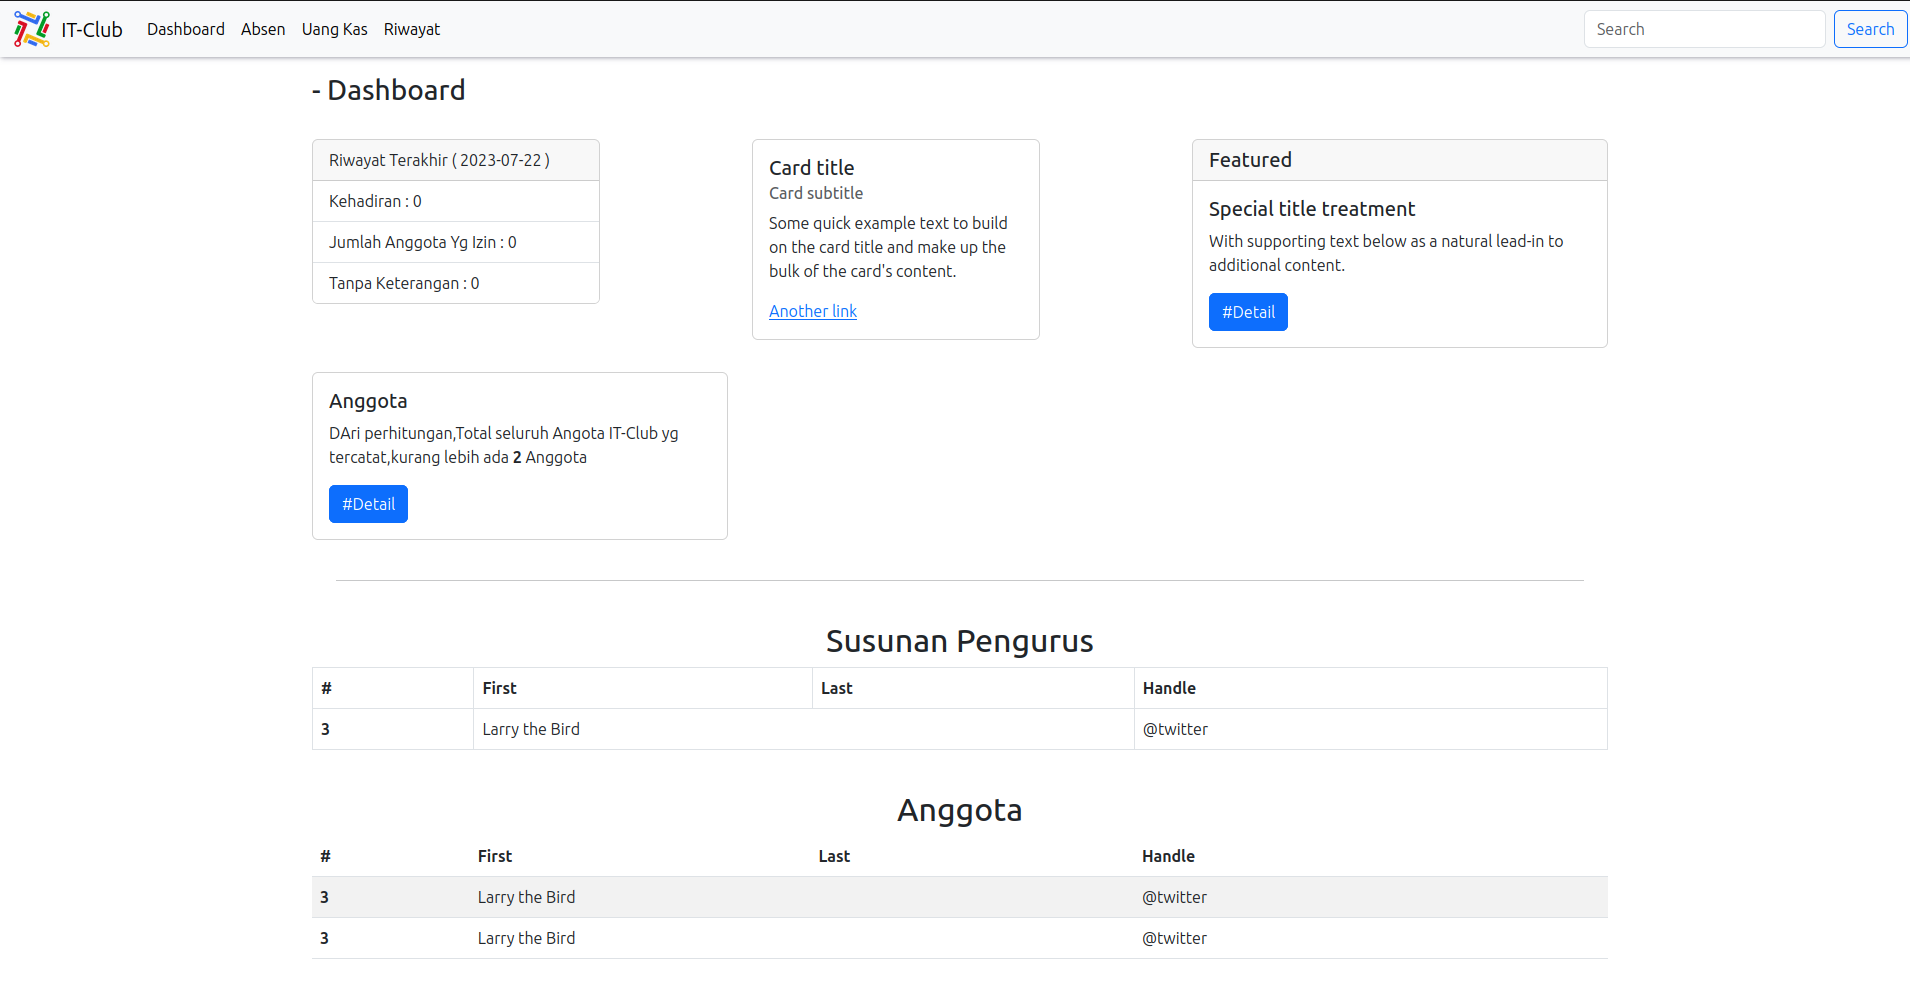 IT-Club Dashboard Absen Uang Kas Riwayat Search Search
- Dashboard
Riwayat Terakhir ( 2023-07-22 )
Kehadiran : 0
Jumlah Anggota Yg Izin : 0
Tanpa Keterangan : 0
Card title
Card subtitle
Some quick example text to build
on the card title and make up the
bulk of the card's content.
Another link
Featured
Special title treatment
With supporting text below as a natural lead-in to
additional content.
#Detail
Anggota
DAri perhitungan,Total seluruh Angota IT-Club yg
tercatat,kurang lebih ada 2 Anggota
#Detail
Susunan Pengurus
# First Last Handle
3 Larry the Bird @twitter
Anggota
# First Last Handle
3 Larry the Bird @twitter
3 Larry the Bird @twitter